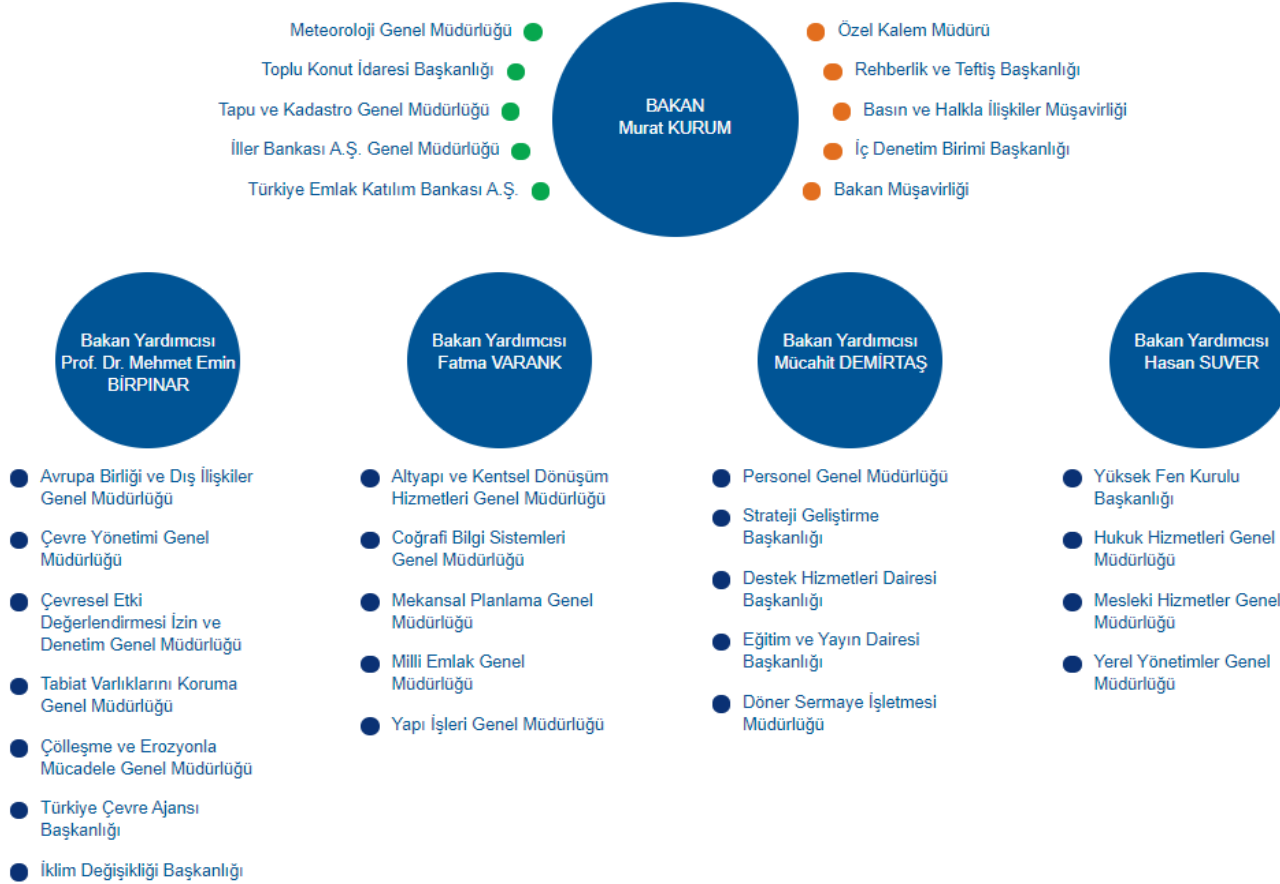 Meteoroloji Genel Müdürlüğü
Toplu Konut İdaresi Başkanlığı
Tapu ve Kadastro Genel Müdürlüğü
İller Bankası A.Ş. Genel Müdürlüğü
Türkiye Emlak Katılım Bankası A.Ş.
BAKAN
Murat KURUM
Özel Kalem Müdürü
Rehberlik ve Teftiş Başkanlığı
Basın ve Halkla İlişkiler Müşavirliği
İç Denetim Birimi Başkanlığı
Bakan Müşavirliği
Bakan Yardımcısı
Prof. Dr. Mehmet Emin
BİRPINAR
Avrupa Birliği ve Dış İlişkiler
Genel Müdürlüğü
Çevre Yönetimi Genel
Müdürlüğü
Çevresel Etki
Değerlendirmesi İzin ve
Denetim Genel Müdürlüğü
Tabiat Varlıklarını Koruma
Genel Müdürlüğü
Çölleşme ve Erozyonla
Mücadele Genel Müdürlüğü
Türkiye Çevre Ajansı
Başkanlığı
İklim Değişikliği Başkanlığı
Bakan Yardımcısı
Fatma VARANK
Altyapı ve Kentsel Dönüşüm
Hizmetleri Genel Müdürlüğü
Coğrafi Bilgi Sistemleri
Genel Müdürlüğü
Mekansal Planlama Genel
Müdürlüğü
Milli Emlak Genel
Müdürlüğü
Yapı İşleri Genel Müdürlüğü
Bakan Yardımcısı
Mücahit DEMİRTAŞ
Personel Genel Müdürlüğü
Strateji Geliştirme
Başkanlığı
Destek Hizmetleri Dairesi
Başkanlığı
Eğitim ve Yayın Dairesi
Başkanlığı
Döner Sermaye İşletmesi
Müdürlüğü
Bakan Yardımcısı
Hasan SUVER
Yüksek Fen Kurulu
Başkanlığı
Hukuk Hizmetleri Genel
Müdürlüğü
Mesleki Hizmetler Genel
Müdürlüğü
Yerel Yönetimler Genel
Müdürlüğü